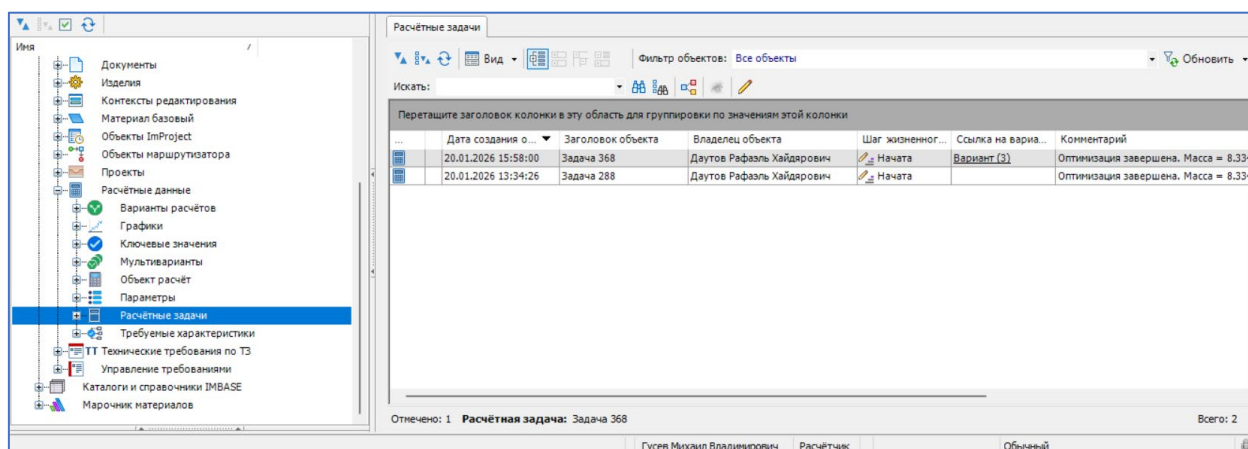 Имя
Документы
Изделия
Контексты редактирования
Материал базовый
Объекты ImProject
Объекты маршрутизатора
Проекты
Расчётные данные
Варианты расчётов
Графики
Ключевые значения
Мультиварианты
Объект расчёт
Параметры
Расчётные задачи
Требуемые характеристики
ТТ Технические требования по ТЗ
Управление требованиями
Каталоги и справочники IMBASE
Марочник материалов
Расчётные задачи
Вид Фильтр объектов: Все объекты Обновить
Искать:
Перетащите заголовок колонки в эту область для группировки по значениям этой колонки
... Дата создания о... Заголовок объекта Владелец объекта Шаг жизненног... Ссылка на вариа... Комментарий
20.01.2026 15:58:00 Задача 368 Даутов Рафаэль Хайдярович Начата Вариант (3) Оптимизация завершена. Масса = 8.33
20.01.2026 13:34:26 Задача 288 Даутов Рафаэль Хайдярович Начата Оптимизация завершена. Масса = 8.33
Отмечено: 1 Расчётная задача: Задача 368 Всего: 2
Гусев Михаил Владимирович Расчётчик Обычный